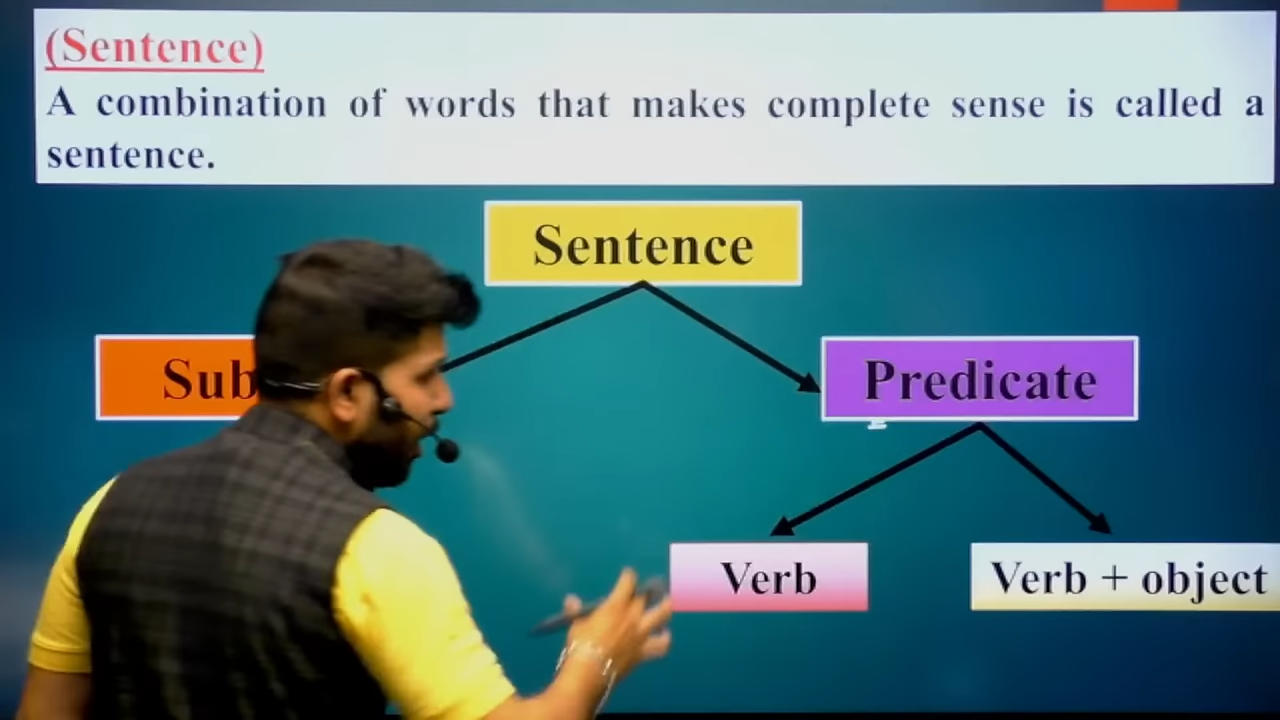 (Sentence)
A combination of words that makes complete sense is called a
sentence.
Sentence
Sub
Predicate
Verb
Verb + object